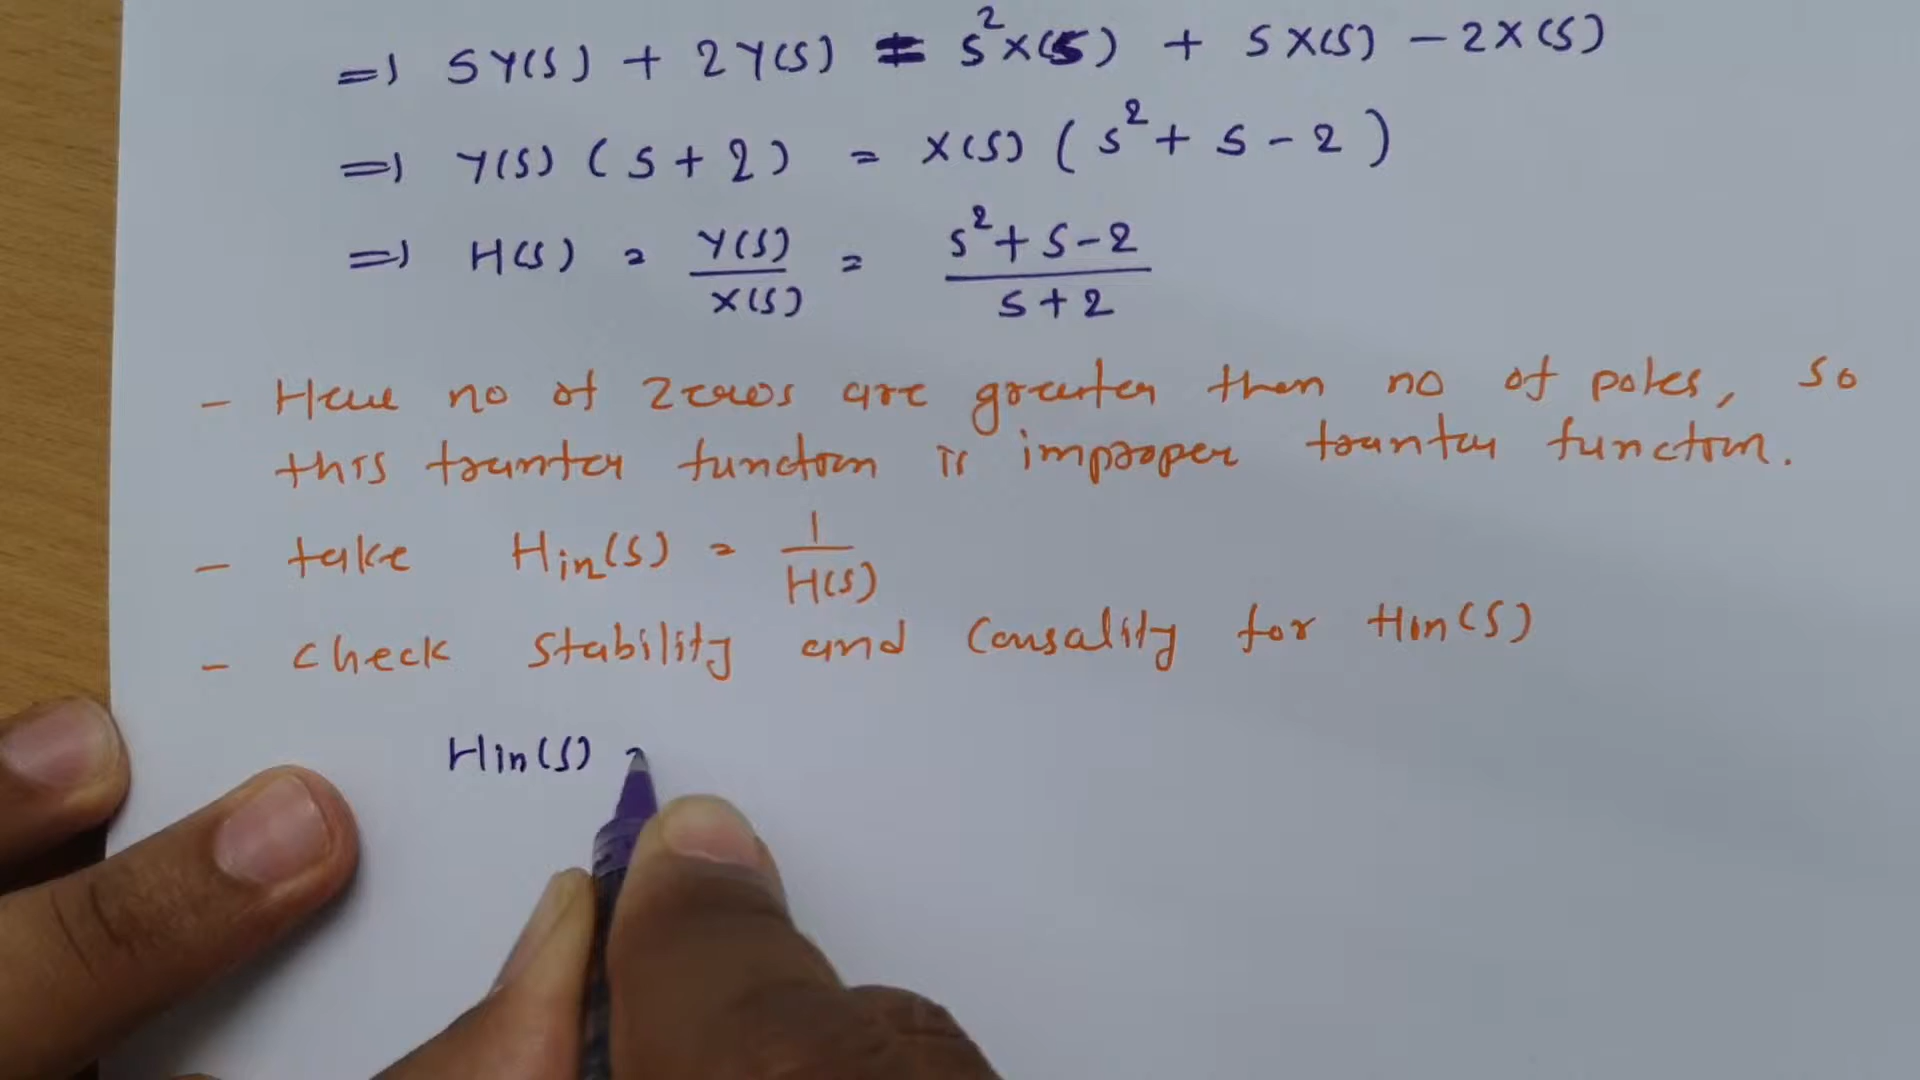 => SY(S) + 2Y(S) = S²X(S) + SX(S) - 2X(S)
=> Y(S) (S + 2) = X(S) (S² + S - 2)
=> H(S) = Y(S)/X(S) = S² + S - 2 / S + 2
- Here no of zeros are greater then no of poles, so
this transfer function is improper transfer function.
- take Hin(S) = 1/H(S)
- check stability and Causality for Hin(S)
Hin(S) =